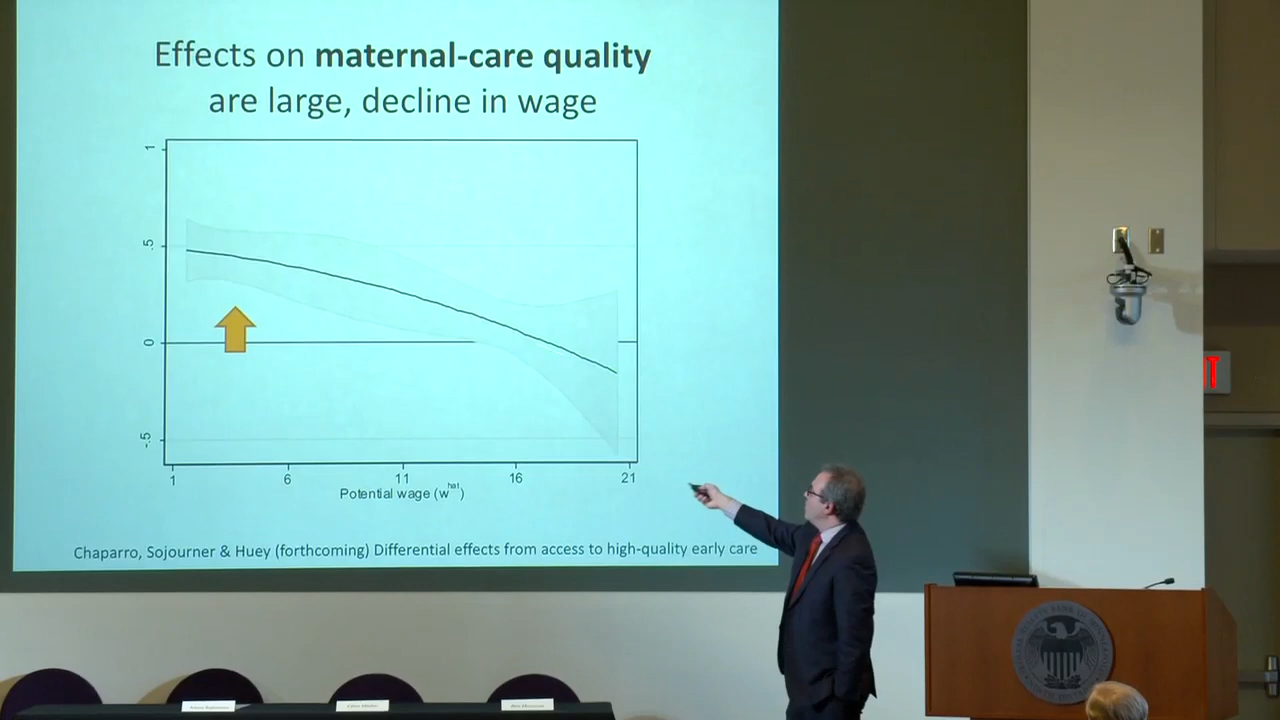 Effects on maternal-care quality
are large, decline in wage
1
.5
0
-.5
1 6 11 16 21
Potential wage (w^hat)
Chaparro, Sojourner & Huey (forthcoming) Differential effects from access to high-quality early care
IT